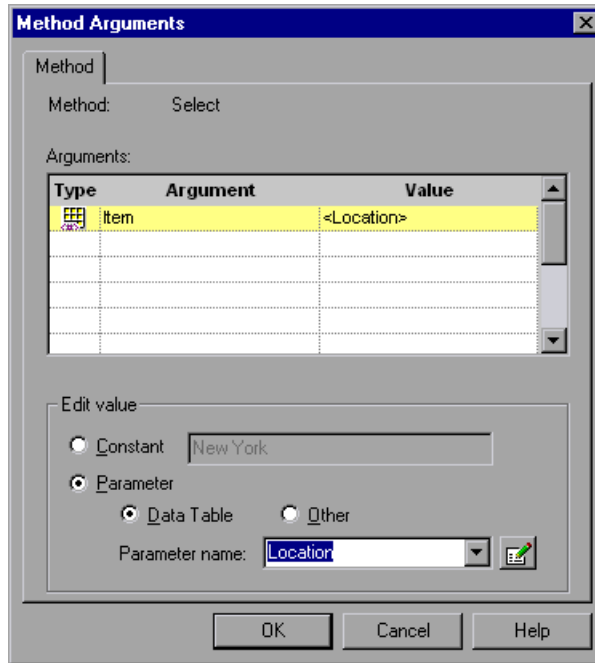 Method Arguments
Method
Method: Select
Arguments:
Type Argument Value
Item <Location>
Edit value
Constant New York
Parameter
Data Table Other
Parameter name: Location
OK Cancel Help